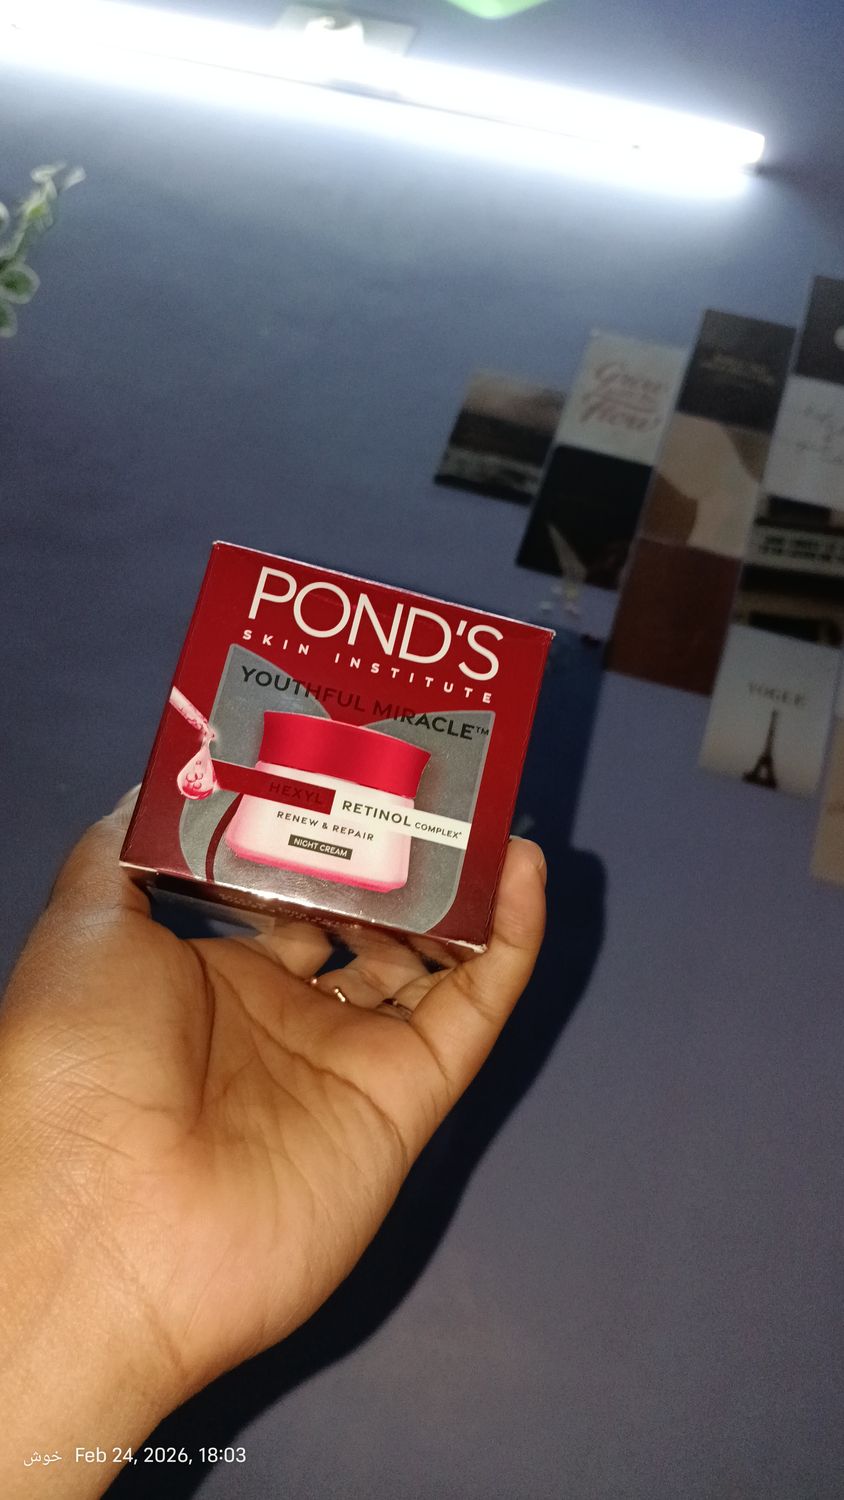 Grow
VOGUE
POND'S
SKIN INSTITUTE
YOUTHFUL MIRACLE™
HEXYL RETINOL COMPLEX*
RENEW & REPAIR
NIGHT CREAM
خوش Feb 24, 2026, 18:03